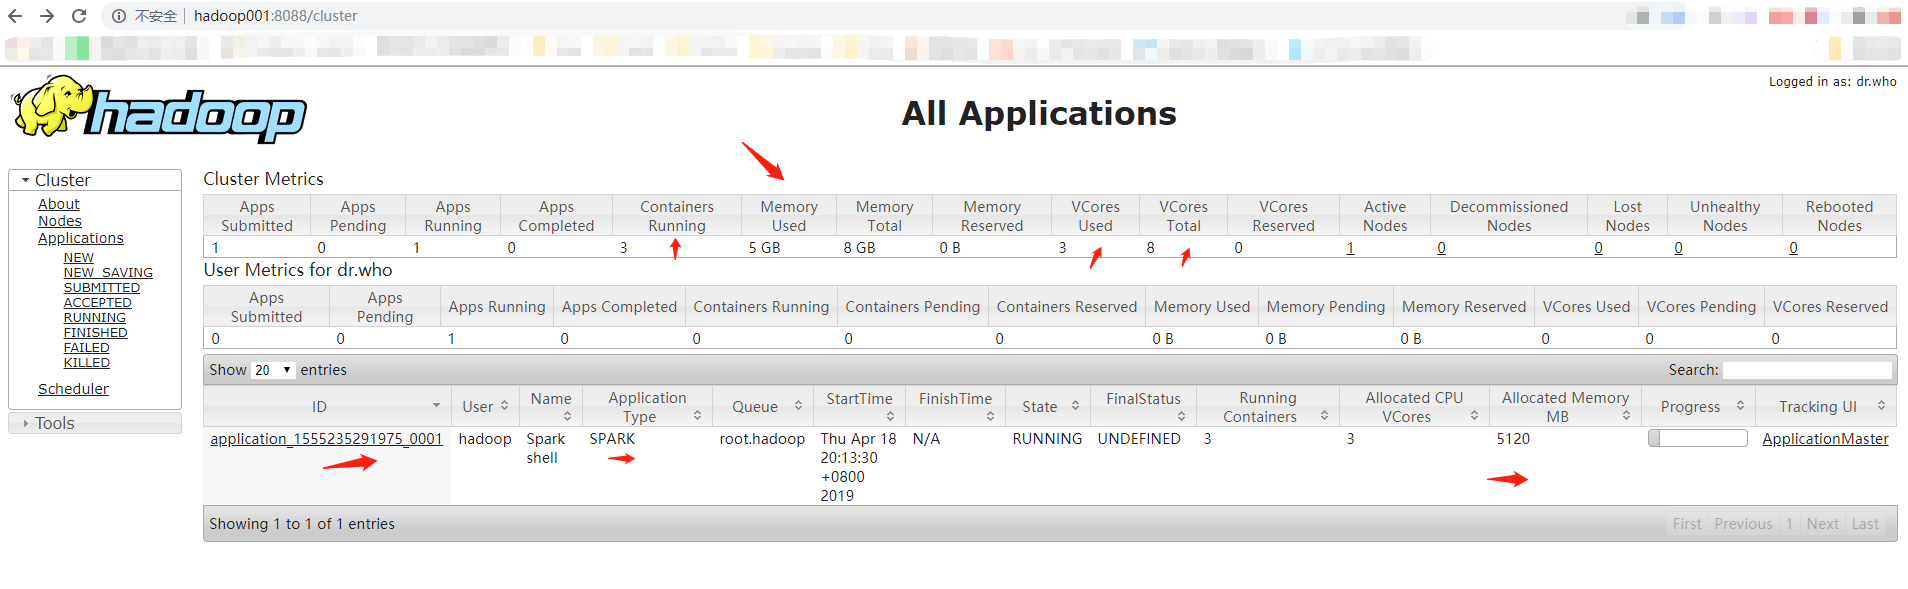 不安全 | hadoop001:8088/cluster
Logged in as: dr.who
hadoop
All Applications
Cluster
About
Nodes
Applications
NEW
NEW_SAVING
SUBMITTED
ACCEPTED
RUNNING
FINISHED
FAILED
KILLED
Scheduler
Tools
Cluster Metrics
Apps Submitted Apps Pending Apps Running Apps Completed Containers Running Memory Used Memory Total Memory Reserved VCores Used VCores Total VCores Reserved Active Nodes Decommissioned Nodes Lost Nodes Unhealthy Nodes Rebooted Nodes
1 0 1 0 3 5 GB 8 GB 0 B 3 8 0 1 0 0 0 0
User Metrics for dr.who
Apps Submitted Apps Pending Apps Running Apps Completed Containers Running Containers Pending Containers Reserved Memory Used Memory Pending Memory Reserved VCores Used VCores Pending VCores Reserved
0 0 1 0 0 0 0 0 B 0 B 0 B 0 0 0
Show 20 entries Search:
ID User Name Application Type Queue StartTime FinishTime State FinalStatus Running Containers Allocated CPU VCores Allocated Memory MB Progress Tracking UI
application_1555235291975_0001 hadoop Spark shell SPARK root.hadoop Thu Apr 18 20:13:30 +0800 2019 N/A RUNNING UNDEFINED 3 3 5120 ApplicationMaster
Showing 1 to 1 of 1 entries First Previous 1 Next Last